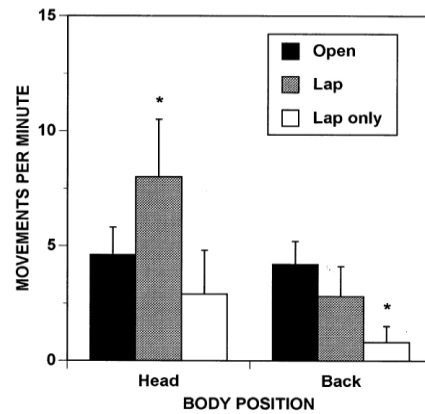 15
10
5
0
MOVEMENTS PER MINUTE
Open
Lap
Lap only
*
*
Head
Back
BODY POSITION